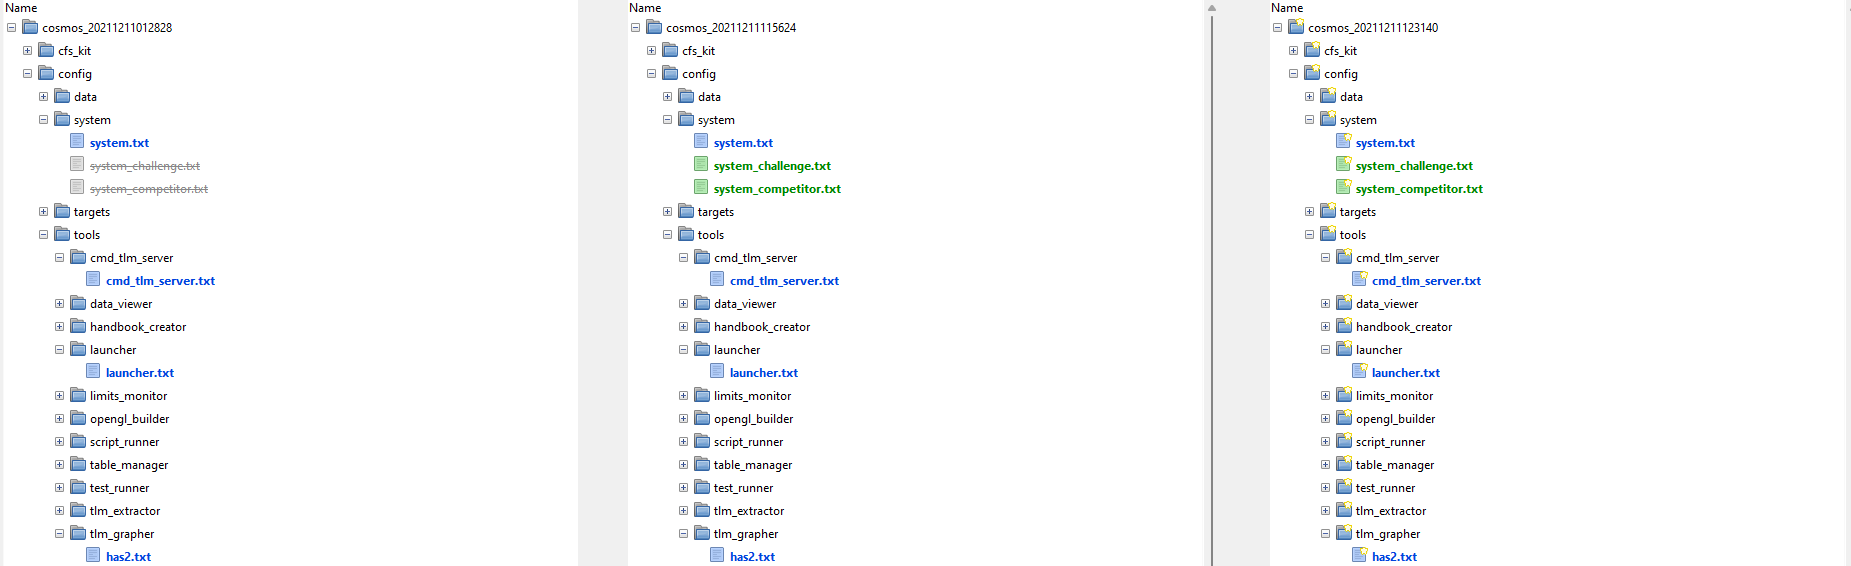 Name
cosmos_20211211012828
cfs_kit
config
data
system
system.txt
system_challenge.txt
system_competitor.txt
targets
tools
cmd_tlm_server
cmd_tlm_server.txt
data_viewer
handbook_creator
launcher
launcher.txt
limits_monitor
opengl_builder
script_runner
table_manager
test_runner
tlm_extractor
tlm_grapher
has2.txt
Name
cosmos_20211211115624
cfs_kit
config
data
system
system.txt
system_challenge.txt
system_competitor.txt
targets
tools
cmd_tlm_server
cmd_tlm_server.txt
data_viewer
handbook_creator
launcher
launcher.txt
limits_monitor
opengl_builder
script_runner
table_manager
test_runner
tlm_extractor
tlm_grapher
has2.txt
Name
cosmos_20211211123140
cfs_kit
config
data
system
system.txt
system_challenge.txt
system_competitor.txt
targets
tools
cmd_tlm_server
cmd_tlm_server.txt
data_viewer
handbook_creator
launcher
launcher.txt
limits_monitor
opengl_builder
script_runner
table_manager
test_runner
tlm_extractor
tlm_grapher
has2.txt